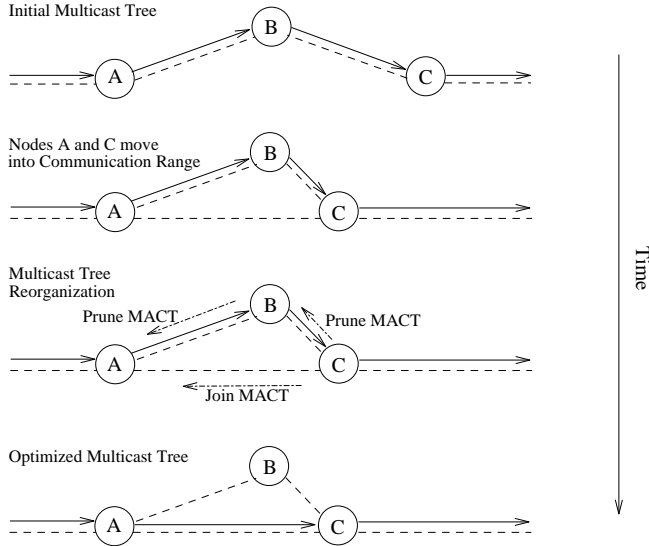 Initial Multicast Tree
B
A
C
Nodes A and C move
into Communication Range
B
A
C
Multicast Tree
Reorganization
Prune MACT
B
Prune MACT
A
C
Join MACT
Optimized Multicast Tree
B
A
C
Time